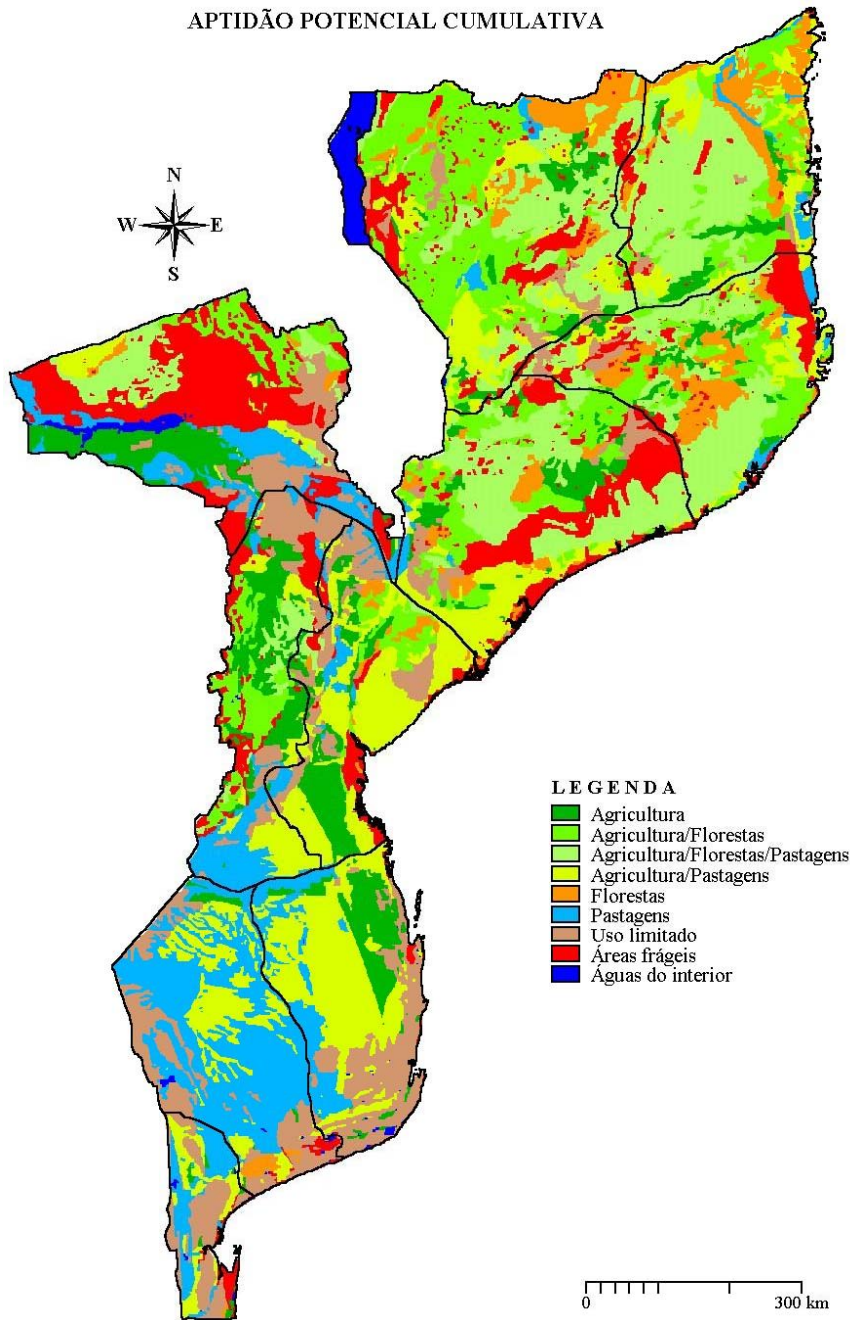 APTIDÃO POTENCIAL CUMULATIVA
N
W E
S
LEGENDA
Agricultura
Agricultura/Florestas
Agricultura/Florestas/Pastagens
Agricultura/Pastagens
Florestas
Pastagens
Uso limitado
Áreas frágeis
Águas do interior
0 300 km